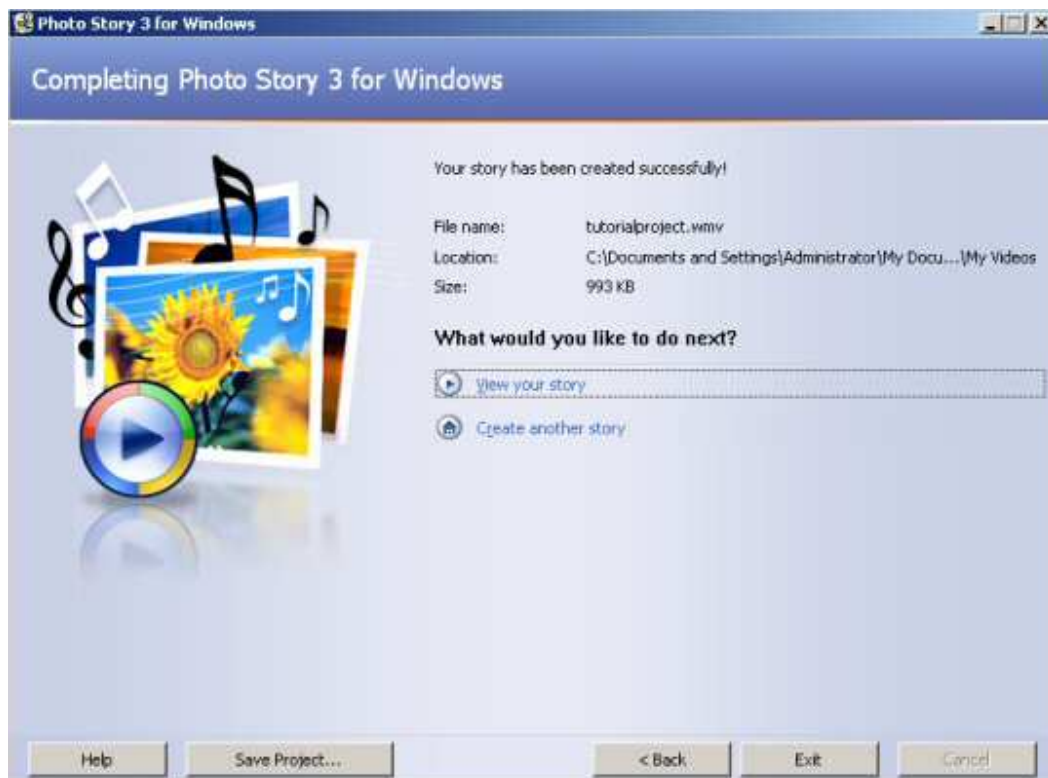 Photo Story 3 for Windows
Completing Photo Story 3 for Windows
Your story has been created successfully!
File name: tutorialproject.wmv
Location: C:\Documents and Settings\Administrator\My Docu...\My Videos
Size: 993 KB
What would you like to do next?
View your story
Create another story
Help Save Project... < Back Exit Cancel